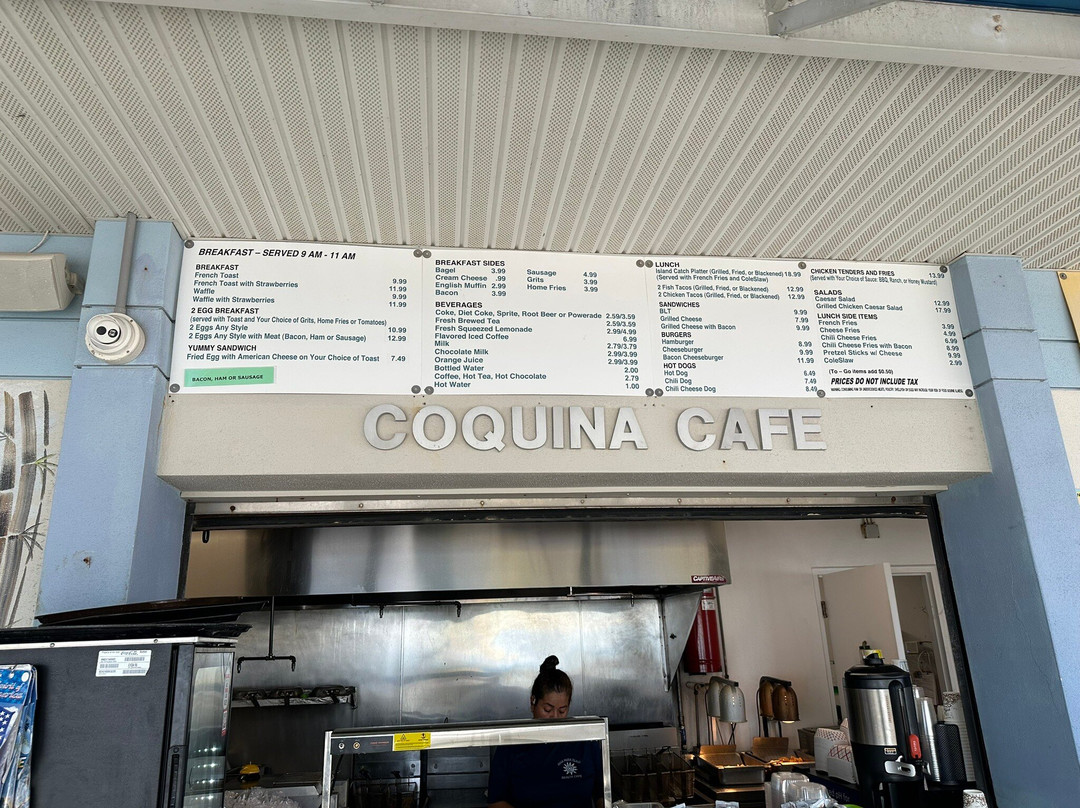 BREAKFAST – SERVED 9 AM - 11 AM
BREAKFAST
French Toast 9.99
French Toast with Strawberries 11.99
Waffle 9.99
Waffle with Strawberries 11.99
2 EGG BREAKFAST
(served with Toast and Your Choice of Grits, Home Fries or Tomatoes)
2 Eggs Any Style 10.99
2 Eggs Any Style with Meat (Bacon, Ham or Sausage) 12.99
YUMMY SANDWICH
Fried Egg with American Cheese on Your Choice of Toast 7.49
BACON, HAM OR SAUSAGE
BREAKFAST SIDES
Bagel 3.99
Cream Cheese .99
English Muffin 2.99
Bacon 3.99
Sausage 4.99
Grits 3.99
Home Fries 3.99
BEVERAGES
Coke, Diet Coke, Sprite, Root Beer or Powerade 2.59/3.59
Fresh Brewed Tea 2.59/3.59
Fresh Squeezed Lemonade 2.99/4.99
Flavored Iced Coffee 6.99
Milk 2.79/3.79
Chocolate Milk 2.99/3.99
Orange Juice 2.99/3.99
Bottled Water 2.00
Coffee, Hot Tea, Hot Chocolate 2.79
Hot Water 1.00
LUNCH
Island Catch Platter (Grilled, Fried, or Blackened) 18.99
(Served with French Fries and ColeSlaw)
2 Fish Tacos (Grilled, Fried, or Blackened) 12.99
2 Chicken Tacos (Grilled, Fried, or Blackened) 12.99
SANDWICHES
BLT 9.99
Grilled Cheese 7.99
Grilled Cheese with Bacon 9.99
BURGERS
Hamburger 8.99
Cheeseburger 9.99
Bacon Cheeseburger 11.99
HOT DOGS
Hot Dog 6.49
Chili Dog 7.49
Chili Cheese Dog 8.49
CHICKEN TENDERS AND FRIES 13.99
(Served with Your Choice of Sauce: BBQ, Ranch, or Honey Mustard)
SALADS
Caesar Salad 12.99
Grilled Chicken Caesar Salad 17.99
LUNCH SIDE ITEMS
French Fries 3.99
Cheese Fries 4.99
Chili Cheese Fries 6.99
Chili Cheese Fries with Bacon 8.99
Pretzel Sticks w/ Cheese 9.99
ColeSlaw 2.99
(To – Go items add $0.50)
PRICES DO NOT INCLUDE TAX
COQUINA CAFE
CAPTIVEAIRE